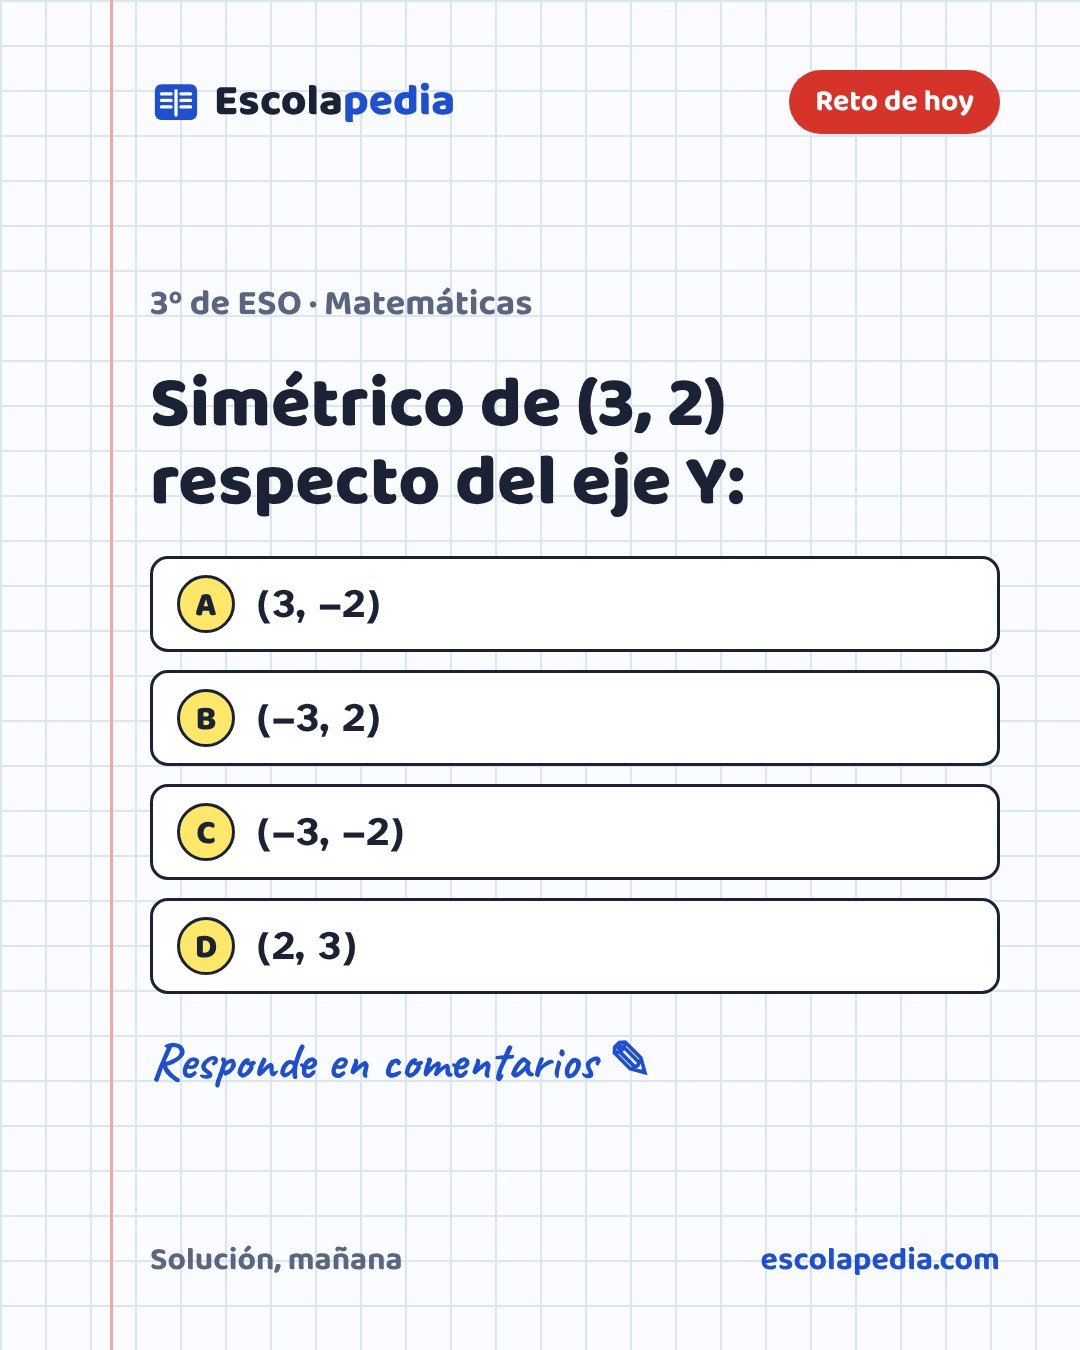 Escolapedia
Reto de hoy
3º de ESO · Matemáticas
Simétrico de (3, 2)
respecto del eje Y:
A (3, −2)
B (−3, 2)
C (−3, −2)
D (2, 3)
Responde en comentarios ✎
Solución, mañana
escolapedia.com